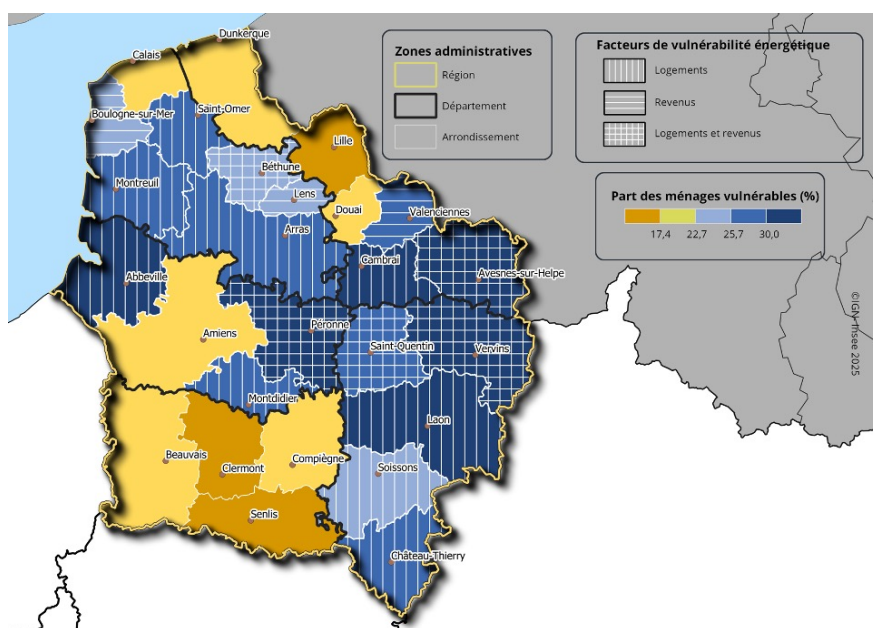 Dunkerque
Calais
Zones administratives
Région
Département
Arrondissement
Facteurs de vulnérabilité énergétique
Logements
Revenus
Logements et revenus
Boulogne-sur-Mer
Saint-Omer
Lille
Béthune
Montreuil
Lens
Douai
Valenciennes
Part des ménages vulnérables (%)
17,4 22,7 25,7 30,0
Arras
Cambrai
Avesnes-sur-Helpe
Abbeville
©IGN-Insee 2025
Péronne
Amiens
Saint-Quentin
Vervins
Montdidier
Laon
Beauvais
Clermont
Compiègne
Soissons
Senlis
Château-Thierry